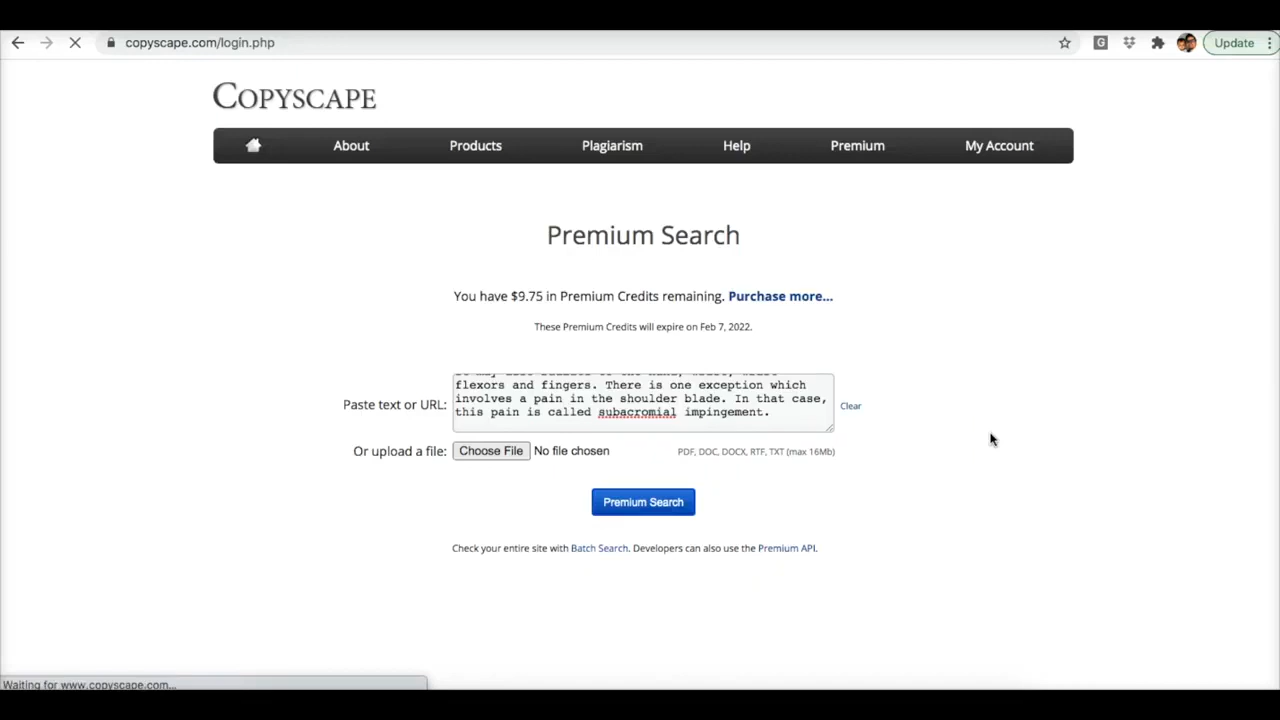 copyscape.com/login.php
Update
COPYSCAPE
About
Products
Plagiarism
Help
Premium
My Account
Premium Search
You have $9.75 in Premium Credits remaining. Purchase more...
These Premium Credits will expire on Feb 7, 2022.
Paste text or URL:
flexors and fingers. There is one exception which
involves a pain in the shoulder blade. In that case,
this pain is called subacromial impingement.
Clear
Or upload a file: Choose File No file chosen PDF, DOC, DOCX, RTF, TXT (max 16Mb)
Premium Search
Check your entire site with Batch Search. Developers can also use the Premium API.
Waiting for www.copyscape.com...